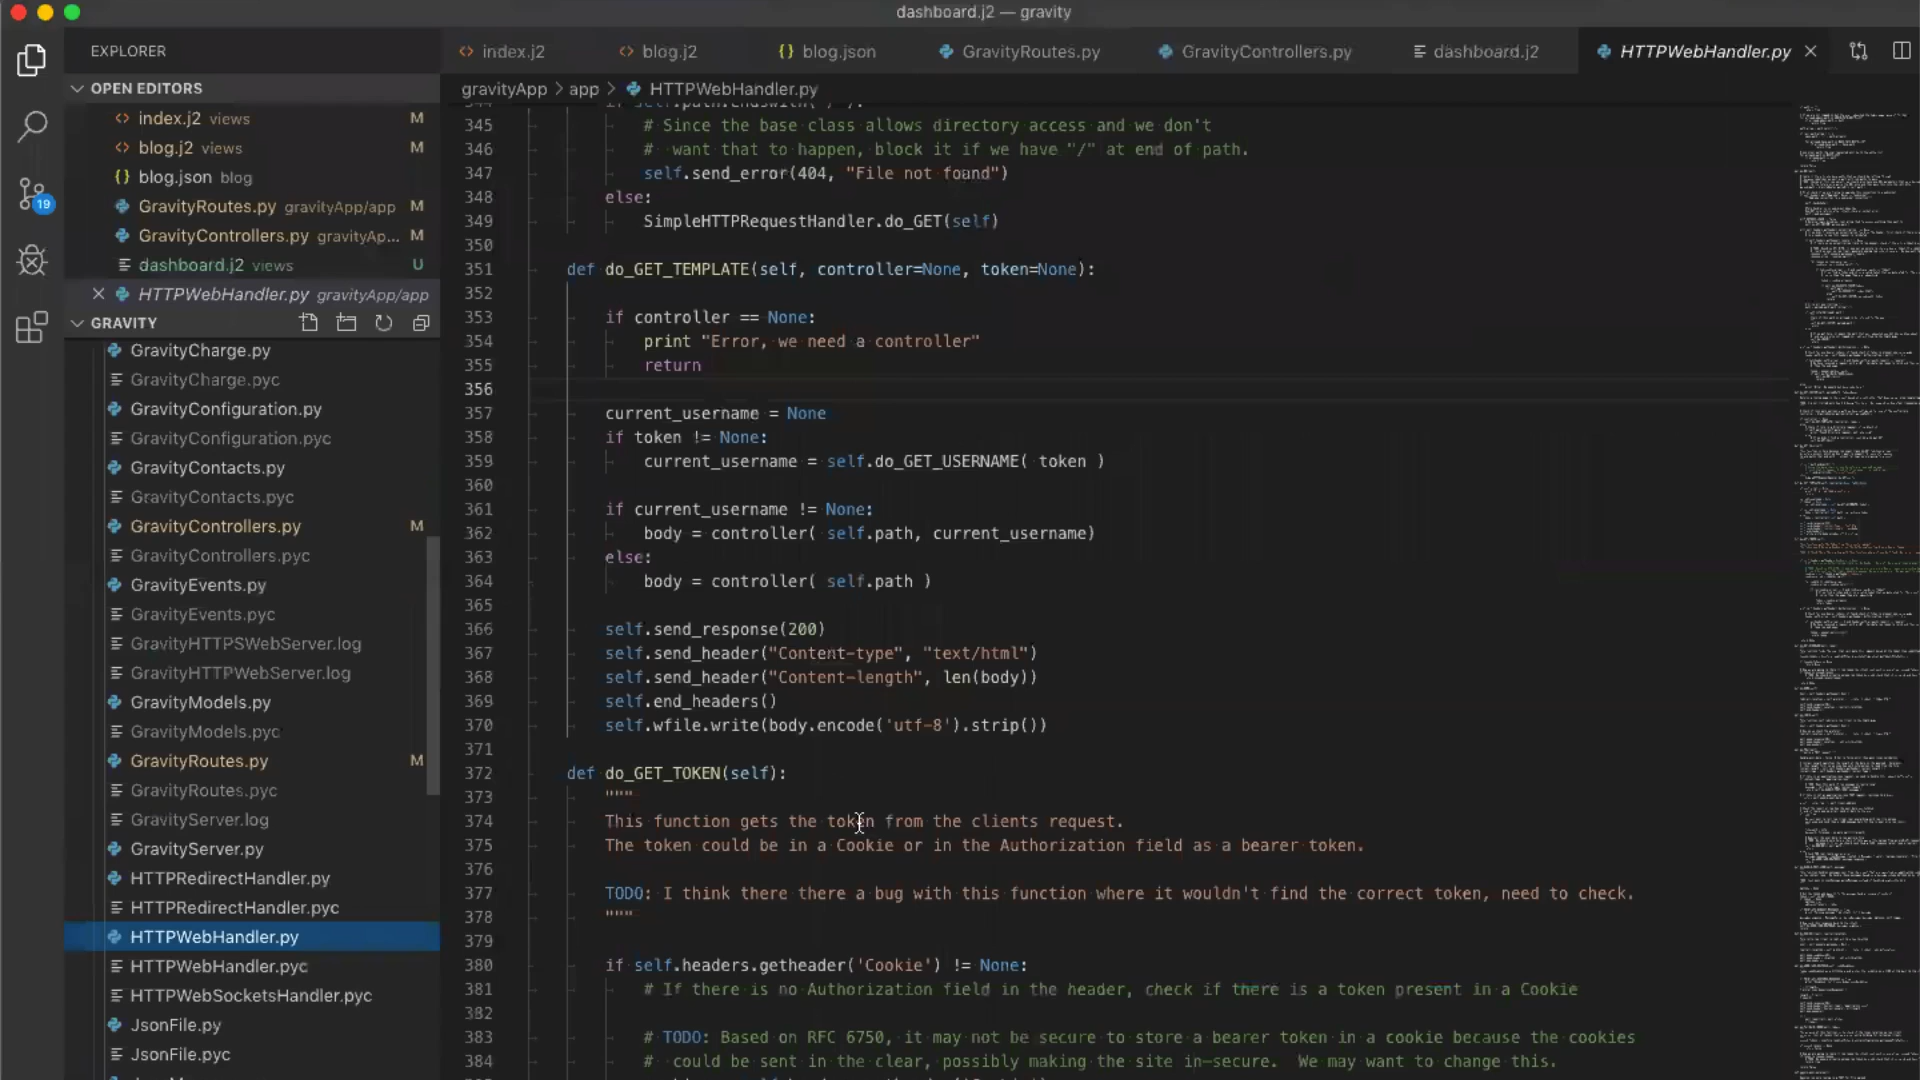 dashboard.j2 — gravity
EXPLORER
index.j2
blog.j2
{} blog.json
GravityRoutes.py
GravityControllers.py
dashboard.j2
HTTPWebHandler.py
OPEN EDITORS
index.j2 views M
blog.j2 views M
{} blog.json blog
GravityRoutes.py gravityApp/app M
GravityControllers.py gravityAp... M
dashboard.j2 views U
HTTPWebHandler.py gravityApp/app
19
GRAVITY
GravityCharge.py
GravityCharge.pyc
GravityConfiguration.py
GravityConfiguration.pyc
GravityContacts.py
GravityContacts.pyc
GravityControllers.py M
GravityControllers.pyc
GravityEvents.py
GravityEvents.pyc
GravityHTTPSWebServer.log
GravityHTTPWebServer.log
GravityModels.py
GravityModels.pyc
GravityRoutes.py M
GravityRoutes.pyc
GravityServer.log
GravityServer.py
HTTPRedirectHandler.py
HTTPRedirectHandler.pyc
HTTPWebHandler.py
HTTPWebHandler.pyc
HTTPWebSocketsHandler.pyc
JsonFile.py
JsonFile.pyc
gravityApp > app > HTTPWebHandler.py
345 # Since the base class allows directory access and we don't
346 # want that to happen, block it if we have "/" at end of path.
347 self.send_error(404, "File not found")
348 else:
349 SimpleHTTPRequestHandler.do_GET(self)
350
351 def do_GET_TEMPLATE(self, controller=None, token=None):
352
353 if controller == None:
354 print "Error, we need a controller"
355 return
356
357 current_username = None
358 if token != None:
359 current_username = self.do_GET_USERNAME( token )
360
361 if current_username != None:
362 body = controller( self.path, current_username)
363 else:
364 body = controller( self.path )
365
366 self.send_response(200)
367 self.send_header("Content-type", "text/html")
368 self.send_header("Content-length", len(body))
369 self.end_headers()
370 self.wfile.write(body.encode('utf-8').strip())
371
372 def do_GET_TOKEN(self):
373 """
374 This function gets the token from the clients request.
375 The token could be in a Cookie or in the Authorization field as a bearer token.
376
377 TODO: I think there there a bug with this function where it wouldn't find the correct token, need to check.
378 """
379
380 if self.headers.getheader('Cookie') != None:
381 # If there is no Authorization field in the header, check if there is a token present in a Cookie
382
383 # TODO: Based on RFC 6750, it may not be secure to store a bearer token in a cookie because the cookies
384 # could be sent in the clear, possibly making the site in-secure. We may want to change this.